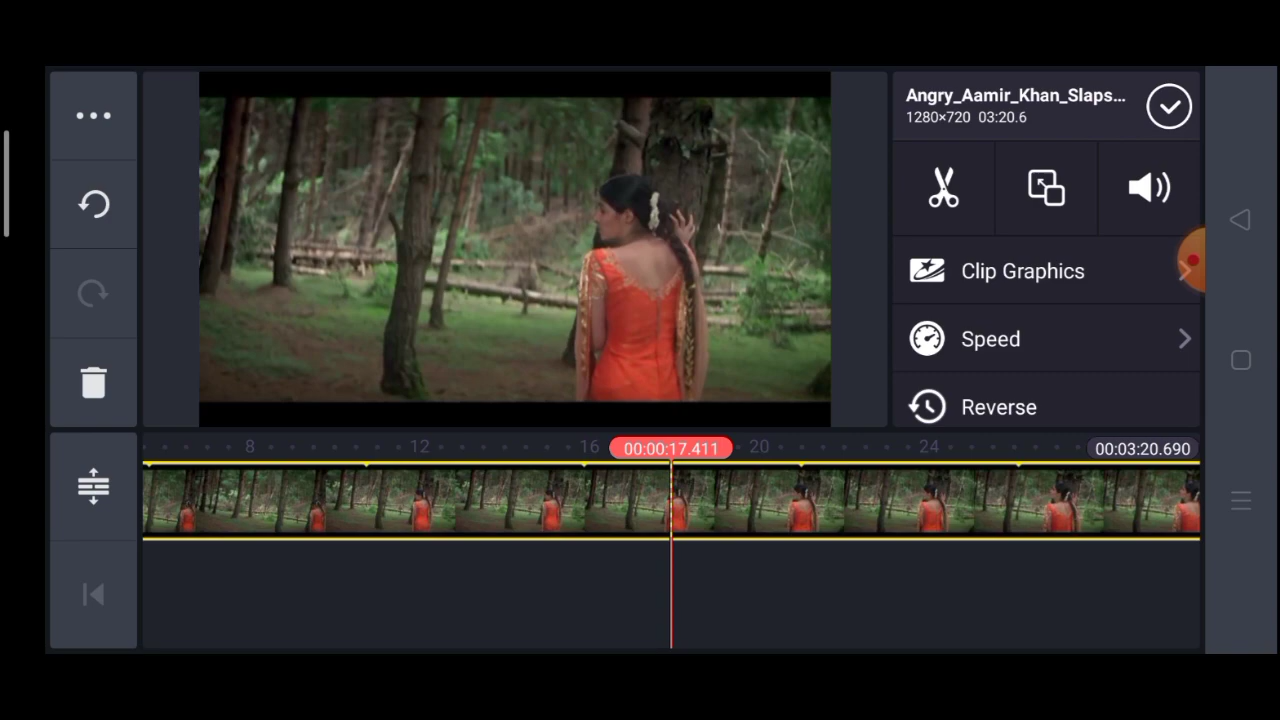 Angry_Aamir_Khan_Slaps...
1280×720 03:20.6
Clip Graphics
Speed
Reverse
8 12 16 00:00:17.411 20 24 00:03:20.690